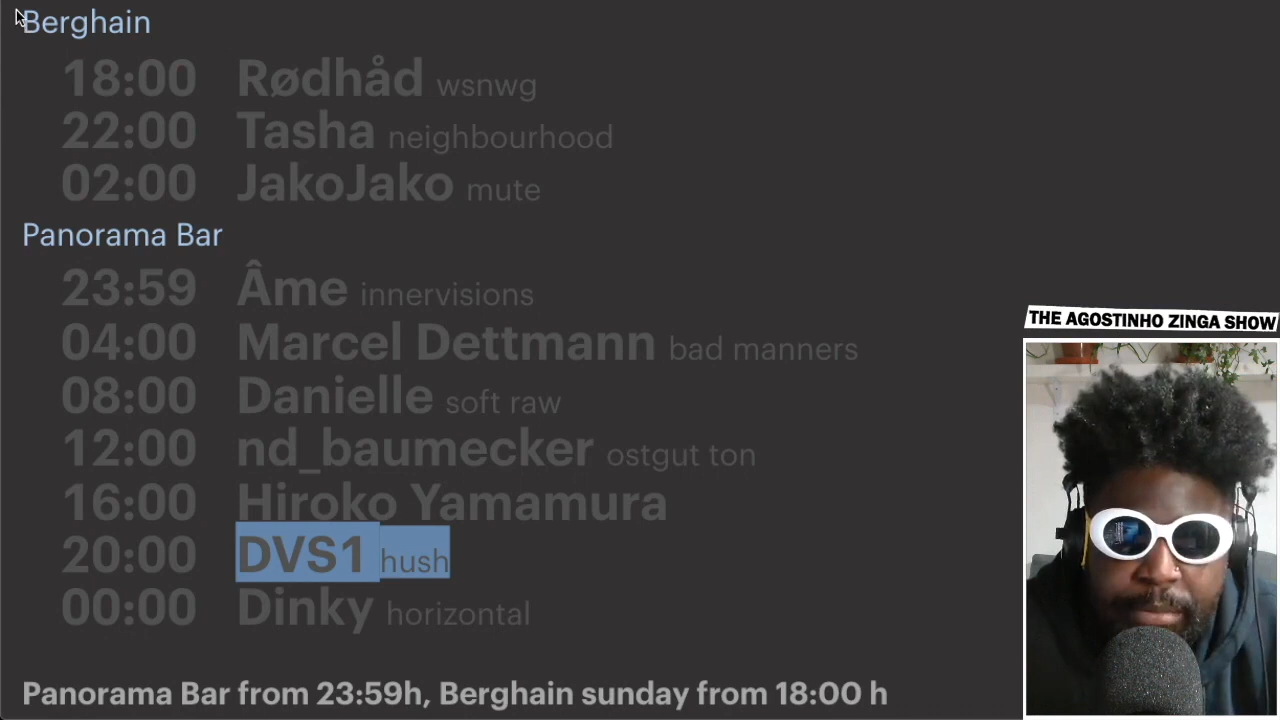 Berghain
18:00 Rødhåd wsnwg
22:00 Tasha neighbourhood
02:00 JakoJako mute
Panorama Bar
23:59 Âme innervisions
04:00 Marcel Dettmann bad manners
08:00 Danielle soft raw
12:00 nd_baumecker ostgut ton
16:00 Hiroko Yamamura
20:00 DVS1 hush
00:00 Dinky horizontal
Panorama Bar from 23:59h, Berghain sunday from 18:00 h
THE AGOSTINHO ZINGA SHOW